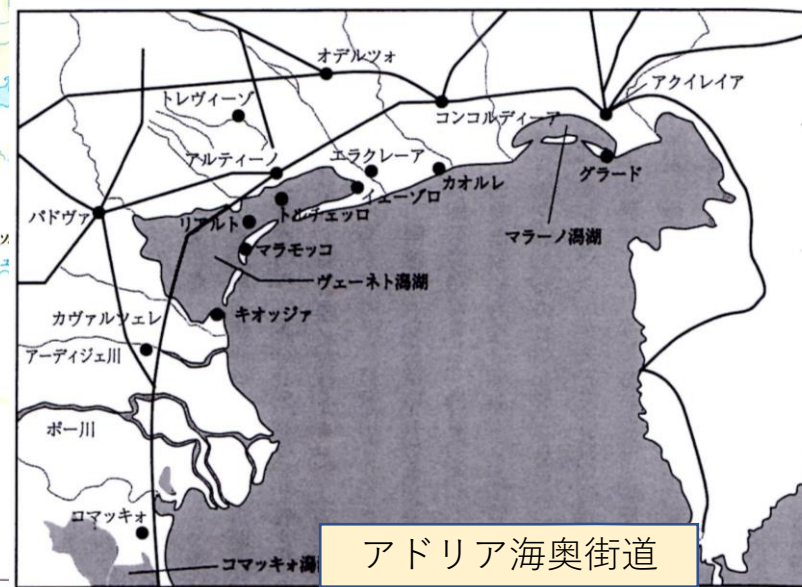 オデルツォ
アクイレイア
トレヴィーゾ
コンコルディーア
アルティーノ
エラクレーア
グラード
カオルレ
イェーゾロ
パドヴァ
トルチェッロ
リアルト
マラーノ潟湖
マラモッコ
ヴェーネト潟湖
キオッジァ
カヴァルツェレ
アーディジェ川
ポー川
コマッキォ
コマッキォ潟
アドリア海奥街道